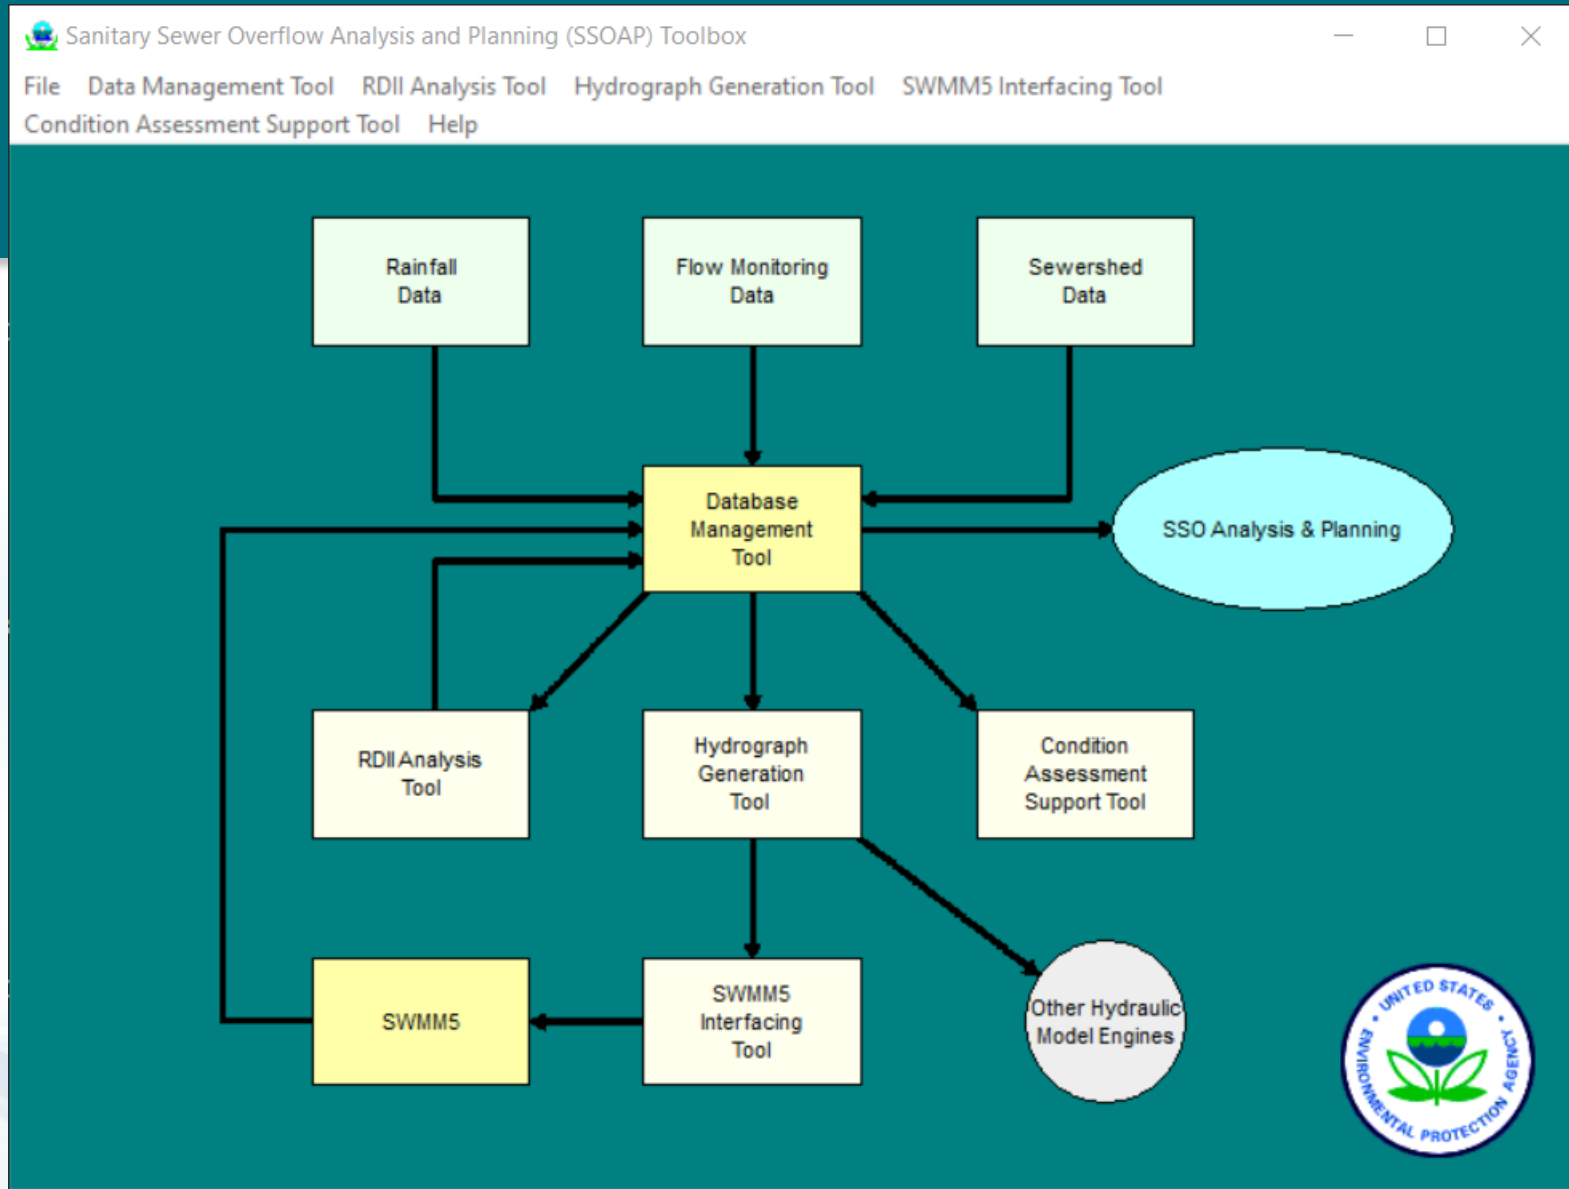 Sanitary Sewer Overflow Analysis and Planning (SSOAP) Toolbox
File Data Management Tool RDII Analysis Tool Hydrograph Generation Tool SWMM5 Interfacing Tool
Condition Assessment Support Tool Help
Rainfall
Data
Flow Monitoring
Data
Sewershed
Data
Database
Management
Tool
SSO Analysis & Planning
RDII Analysis
Tool
Hydrograph
Generation
Tool
Condition
Assessment
Support Tool
SWMM5
SWMM5
Interfacing
Tool
Other Hydraulic
Model Engines
UNITED STATES
ENVIRONMENTAL PROTECTION AGENCY